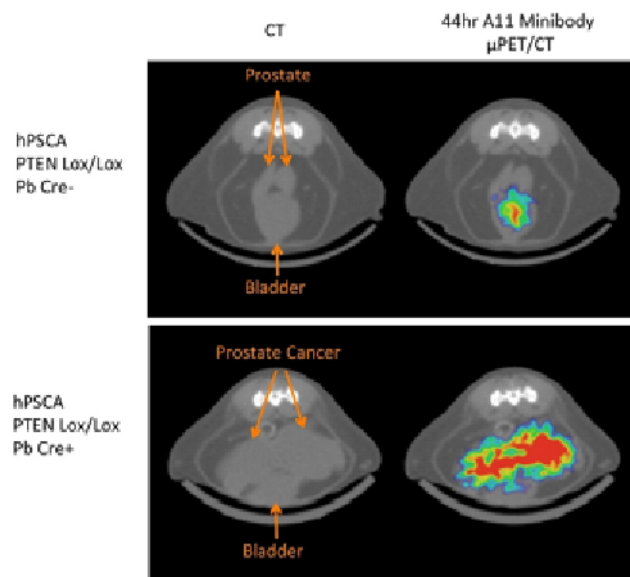 CT
44hr A11 Minibody
µPET/CT
hPSCA
PTEN Lox/Lox
Pb Cre-
Prostate
Bladder
hPSCA
PTEN Lox/Lox
Pb Cre+
Prostate Cancer
Bladder